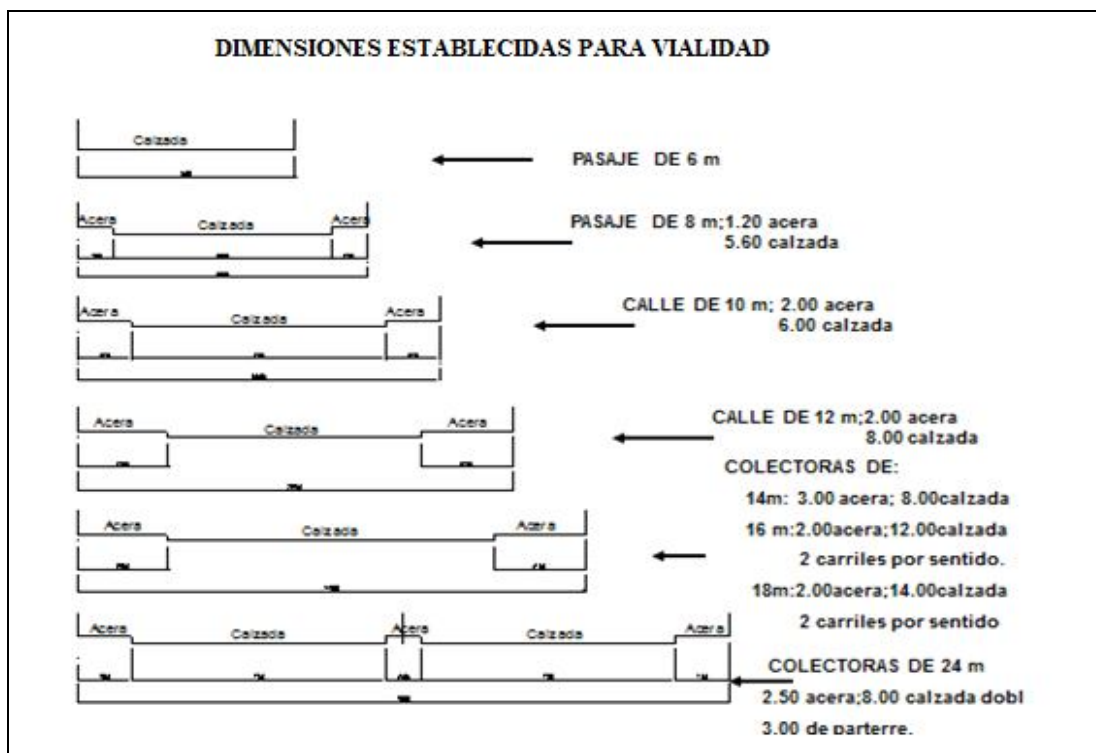 DIMENSIONES ESTABLECIDAS PARA VIALIDAD
Calzada
PASAJE DE 6 m
Acera Calzada Acera
PASAJE DE 8 m;1.20 acera
5.60 calzada
Acera Calzada Acera
CALLE DE 10 m; 2.00 acera
6.00 calzada
Acera Calzada Acera
CALLE DE 12 m;2.00 acera
8.00 calzada
COLECTORAS DE:
14m: 3.00 acera; 8.00calzada
16 m:2.00acera;12.00calzada
2 carriles por sentido.
18m:2.00acera;14.00calzada
2 carriles por sentido
Acera Calzada Acera
Acera Calzada Acera Calzada Acera
COLECTORAS DE 24 m
2.50 acera;8.00 calzada dobl
3.00 de parterre.